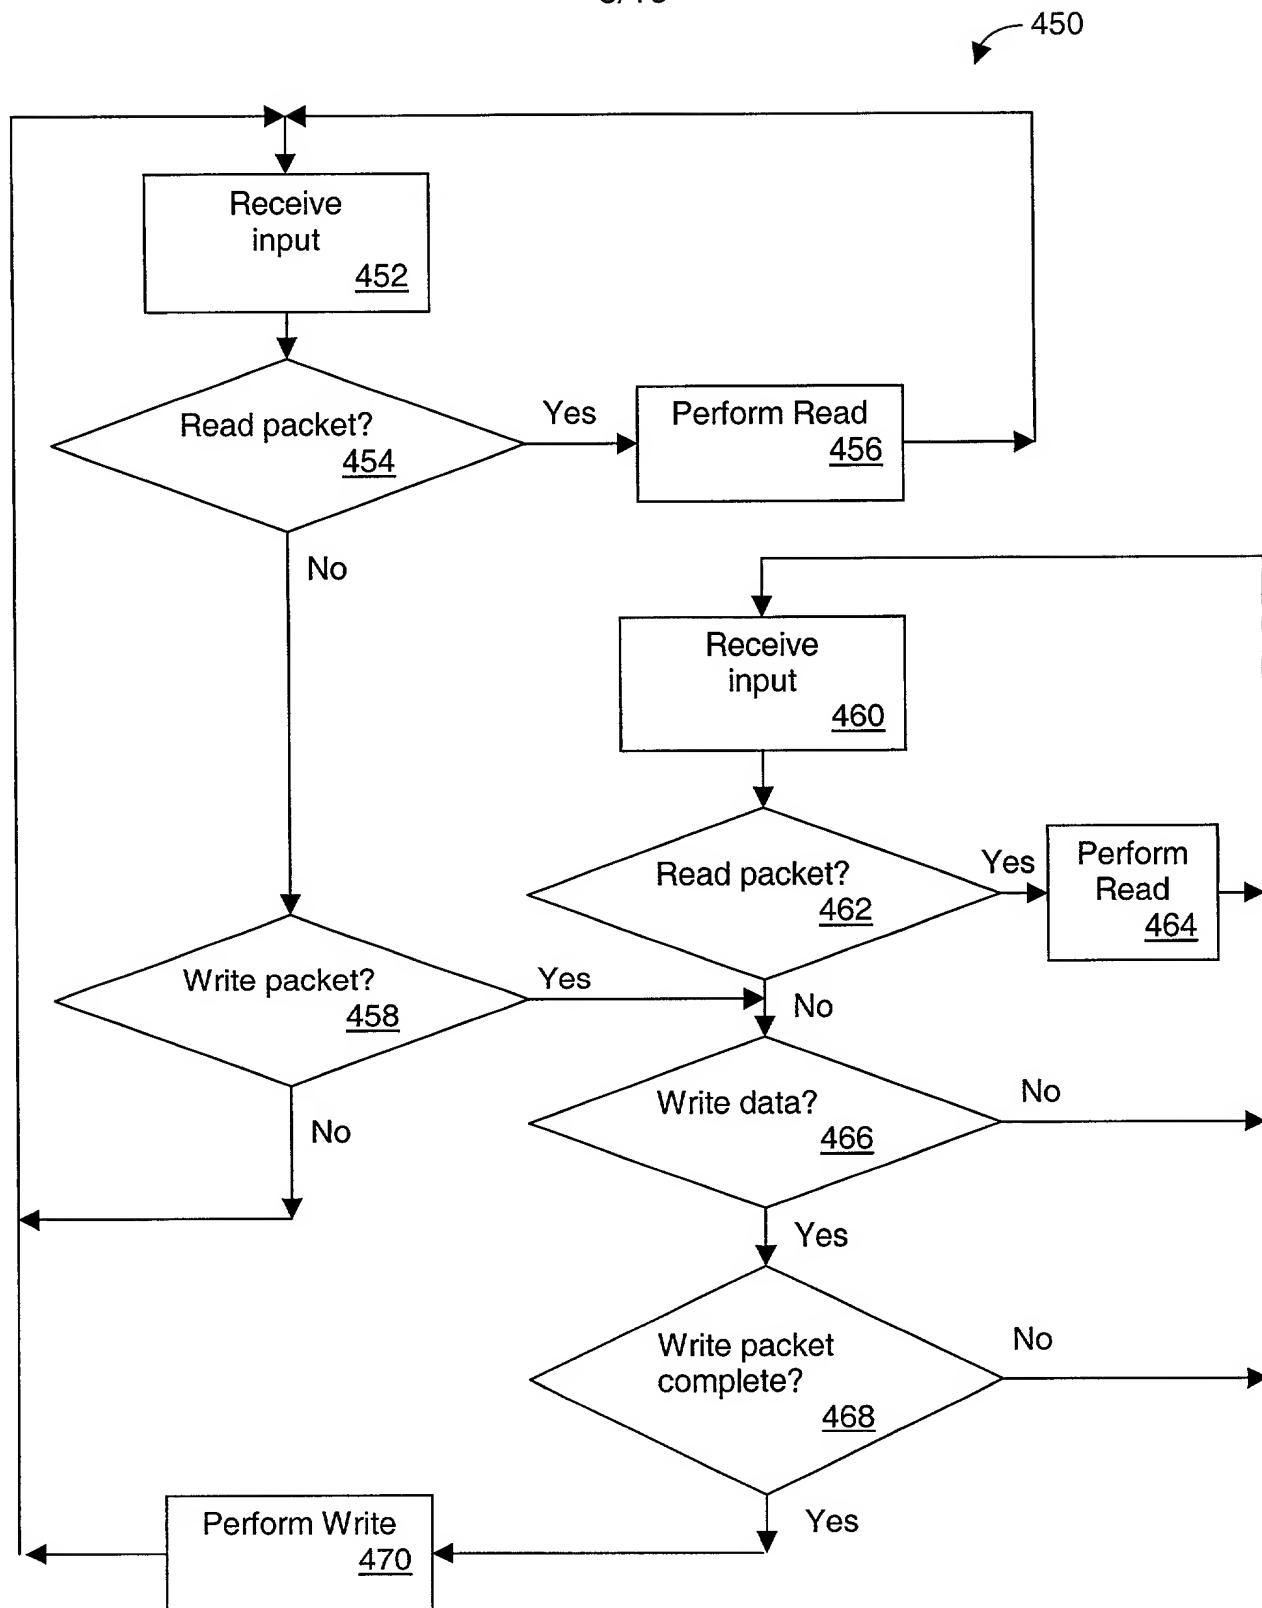 450
Receive
input
452
Read packet?
454
Yes
Perform Read
456
No
Receive
input
460
Read packet?
462
Yes
Perform
Read
464
Write packet?
458
Yes
No
No
Write data?
466
No
Yes
Write packet
complete?
468
No
Yes
Perform Write
470